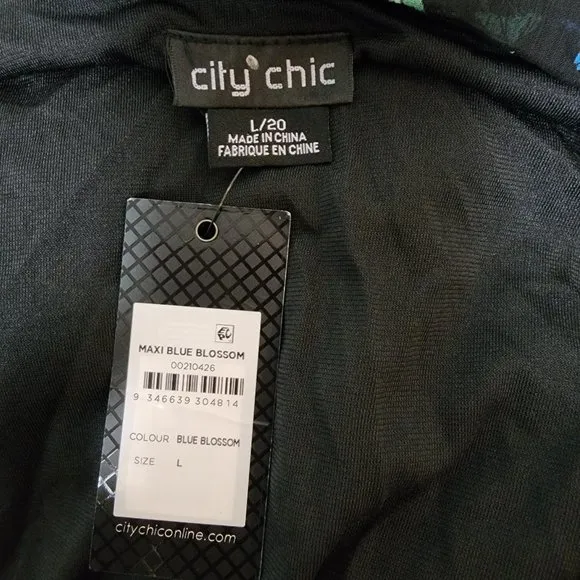 city chic
L/20
MADE IN CHINA
FABRIQUE EN CHINE
MAXI BLUE BLOSSOM
00210426
9 346639 304814
COLOUR BLUE BLOSSOM
SIZE L
citychiconline.com